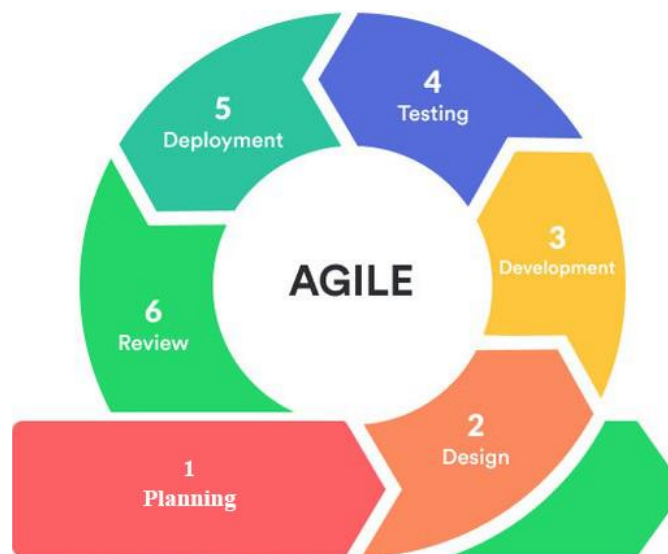 AGILE
1
Planning
2
Design
3
Development
4
Testing
5
Deployment
6
Review